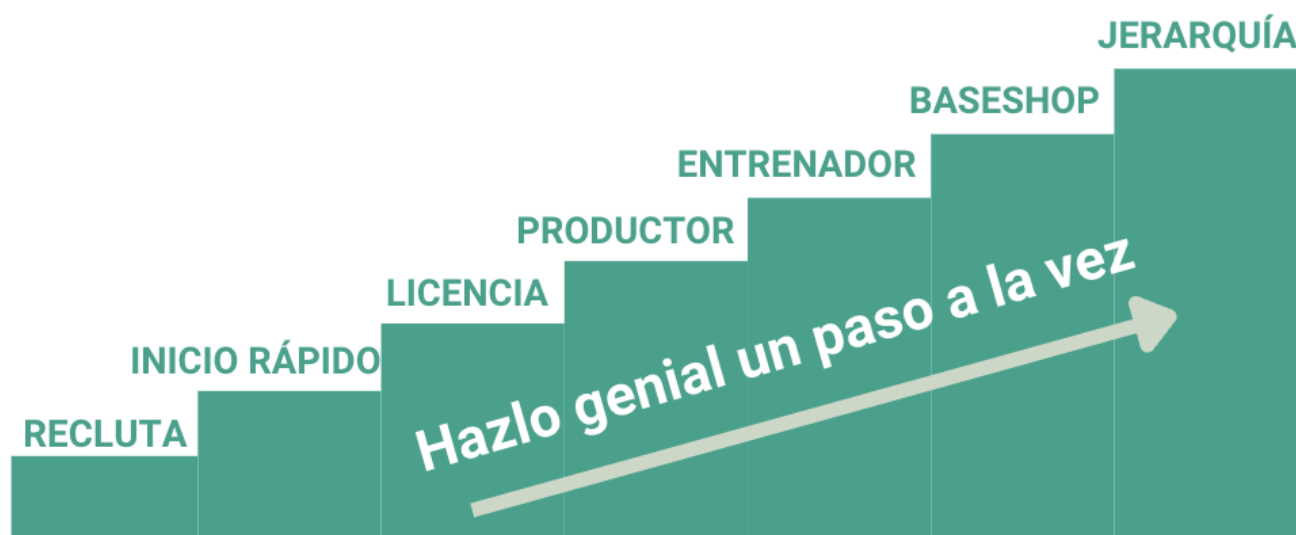 JERARQUÍA
BASESHOP
ENTRENADOR
PRODUCTOR
LICENCIA
INICIO RÁPIDO
RECLUTA
Hazlo genial un paso a la vez